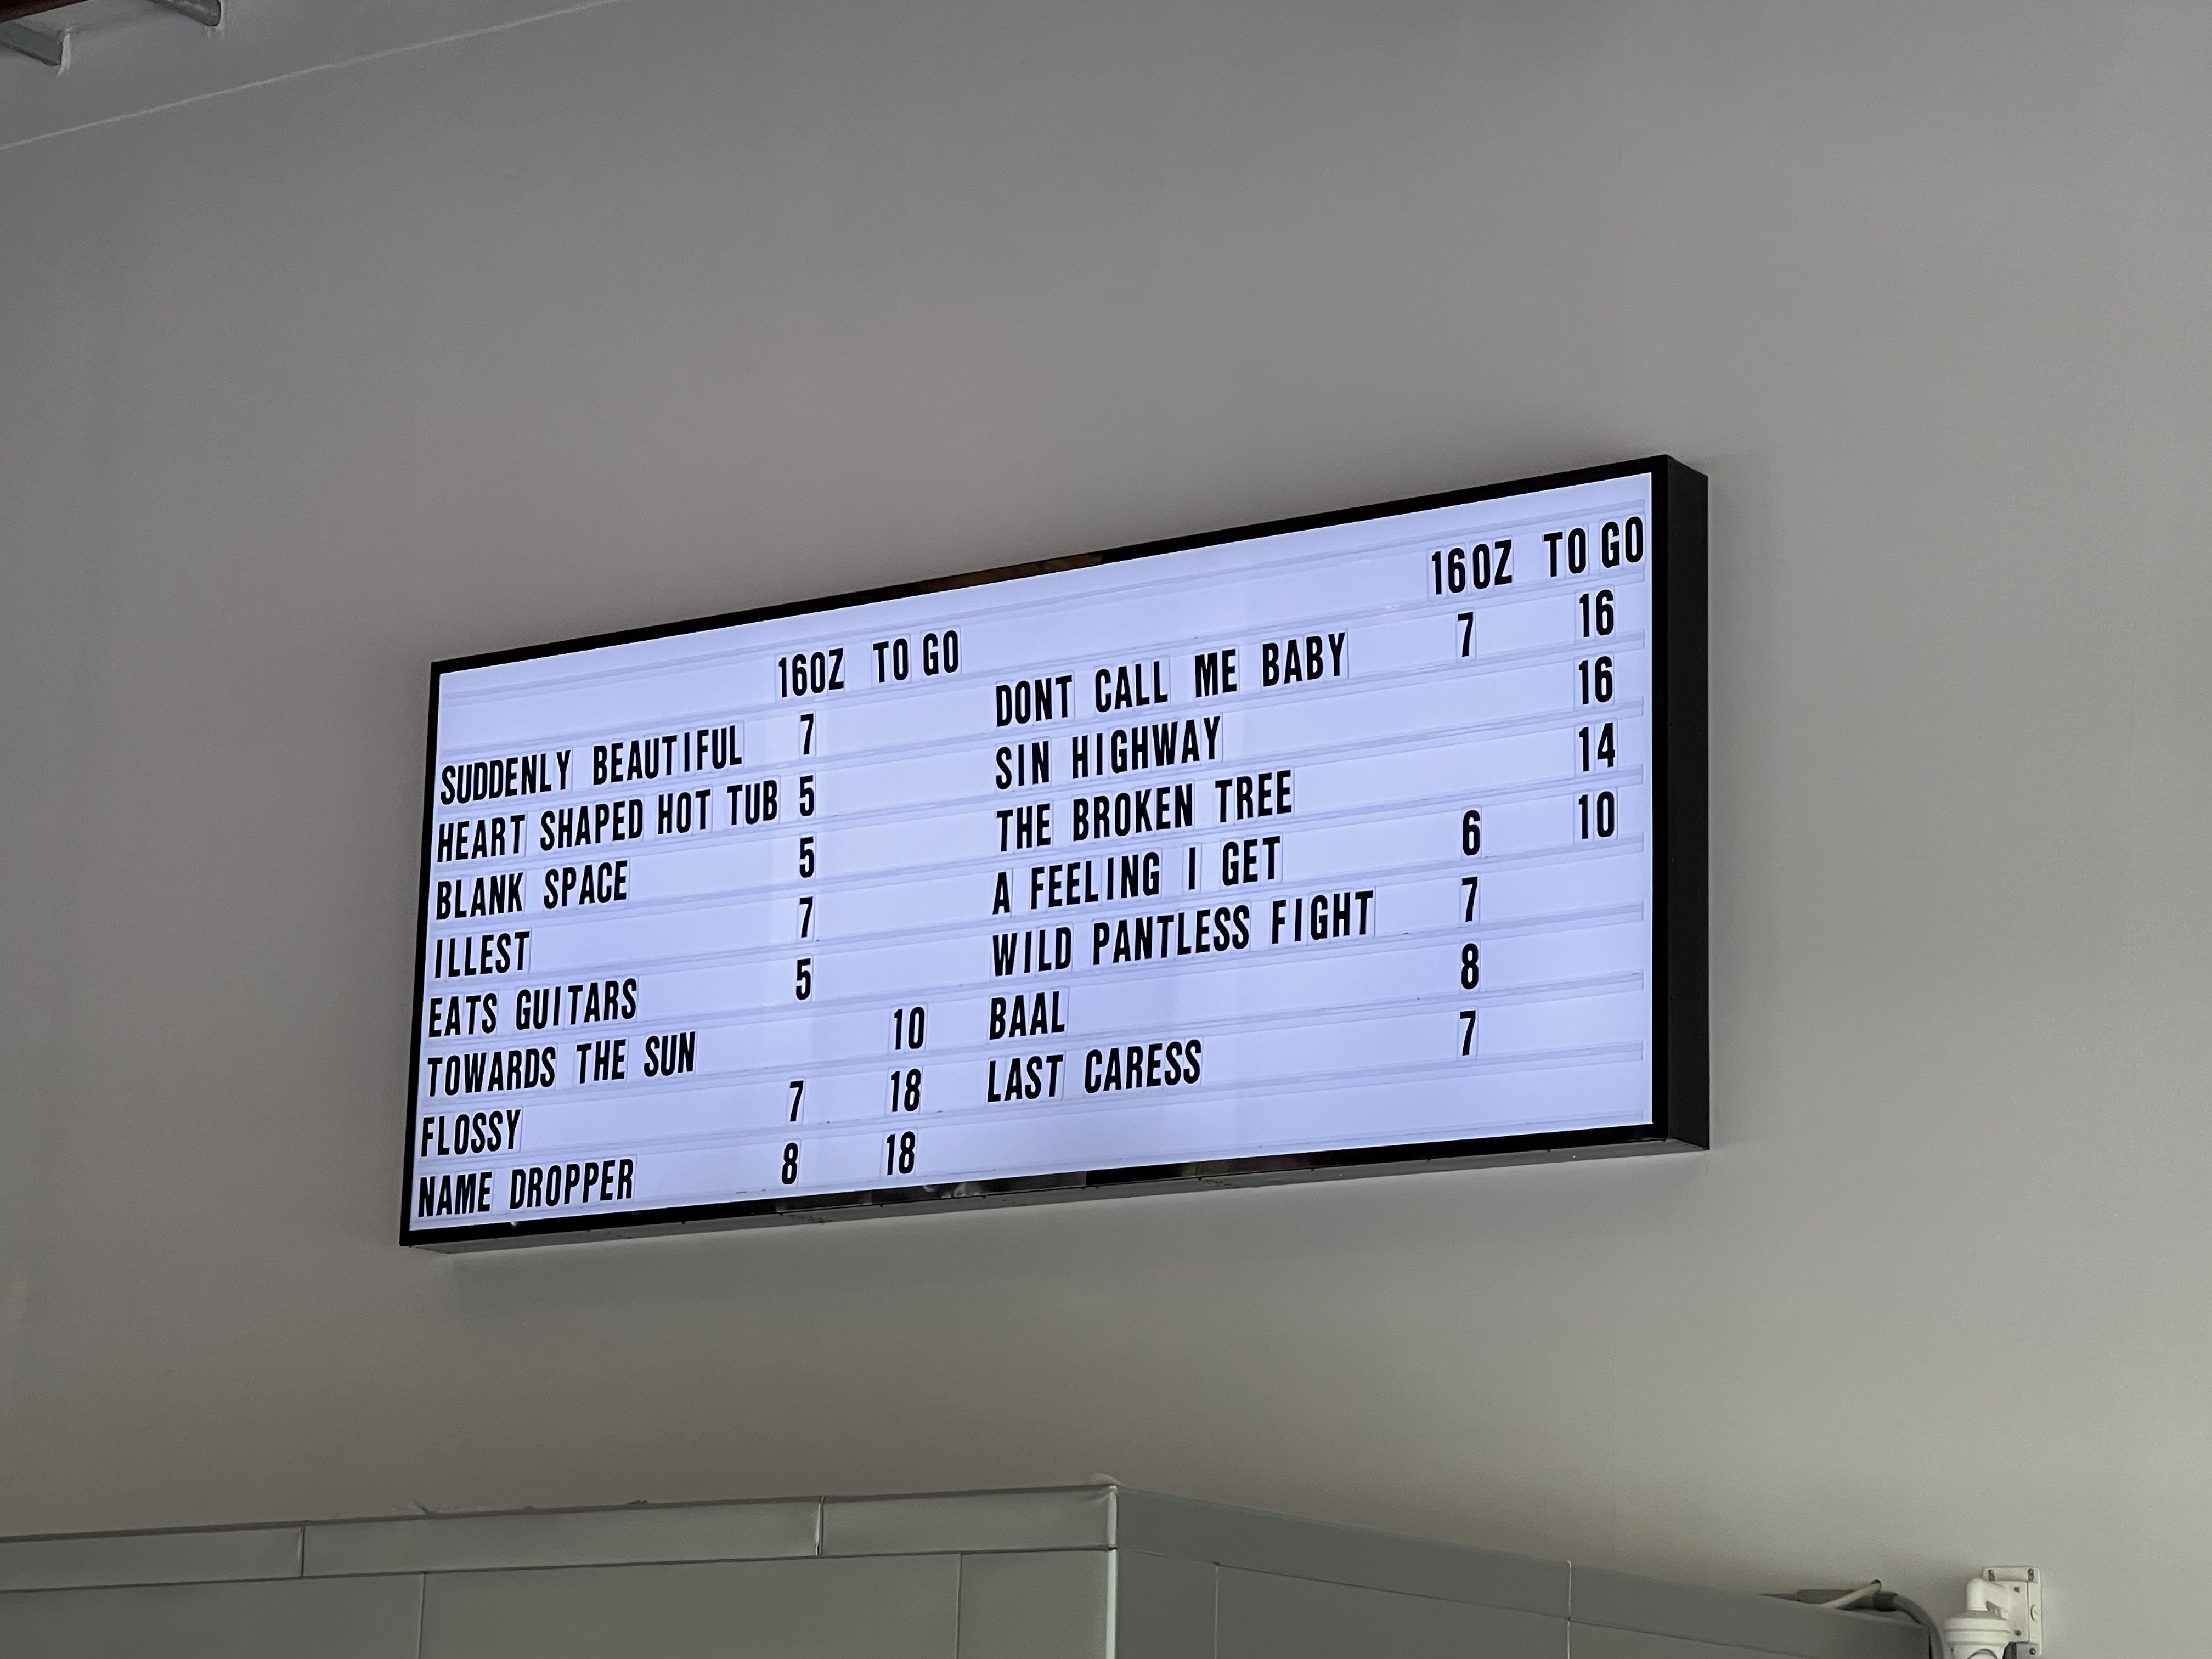 16OZ TO GO
SUDDENLY BEAUTIFUL 7
HEART SHAPED HOT TUB 5
BLANK SPACE 5
ILLEST 7
EATS GUITARS 5
TOWARDS THE SUN 10
FLOSSY 7 18
NAME DROPPER 8 18
16OZ TO GO
DONT CALL ME BABY 7 16
SIN HIGHWAY 16
THE BROKEN TREE 14
A FEELING I GET 6 10
WILD PANTLESS FIGHT 7
BAAL 8
LAST CARESS 7